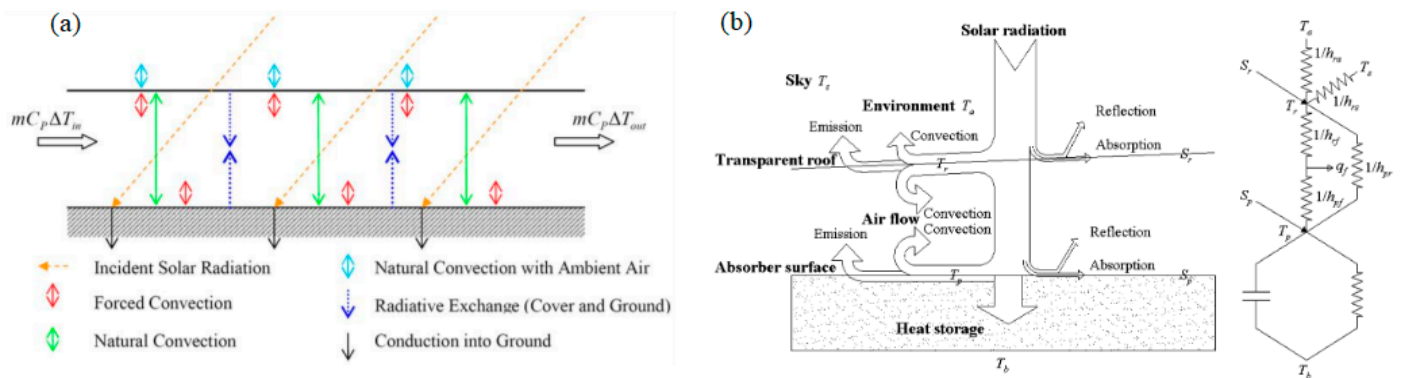 (a)
mC_PΔT_in
mC_PΔT_out
Incident Solar Radiation
Forced Convection
Natural Convection
Natural Convection with Ambient Air
Radiative Exchange (Cover and Ground)
Conduction into Ground
(b)
Solar radiation
Sky T_s
Environment T_a
Emission
Convection
Reflection
Absorption
Transparent roof
T_r
S_r
Air flow
Convection
Convection
Emission
Reflection
Absorption
Absorber surface
T_p
S_p
Heat storage
T_b
T_a
1/h_ra
S_r
T_s
1/h_ra
T_r
1/h_rf
q_f
1/h_pr
S_p
1/h_pf
T_p
T_b